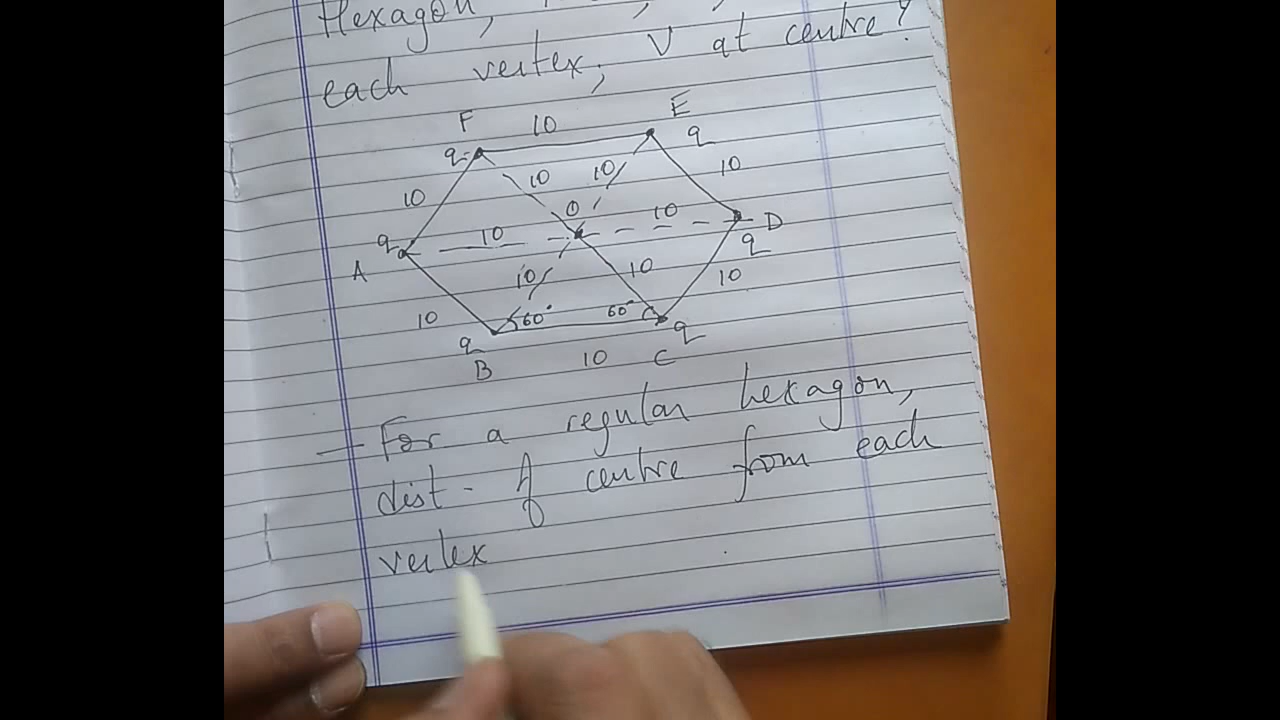 Hexagon,
each vertex, V at centre?
F 10 E
q q
10 10 10 10
O
q 10 10 D
A q
10 10 10
10 60° 60°
q q
B 10 C
– For a regular hexagon,
dist. of centre from each
vertex